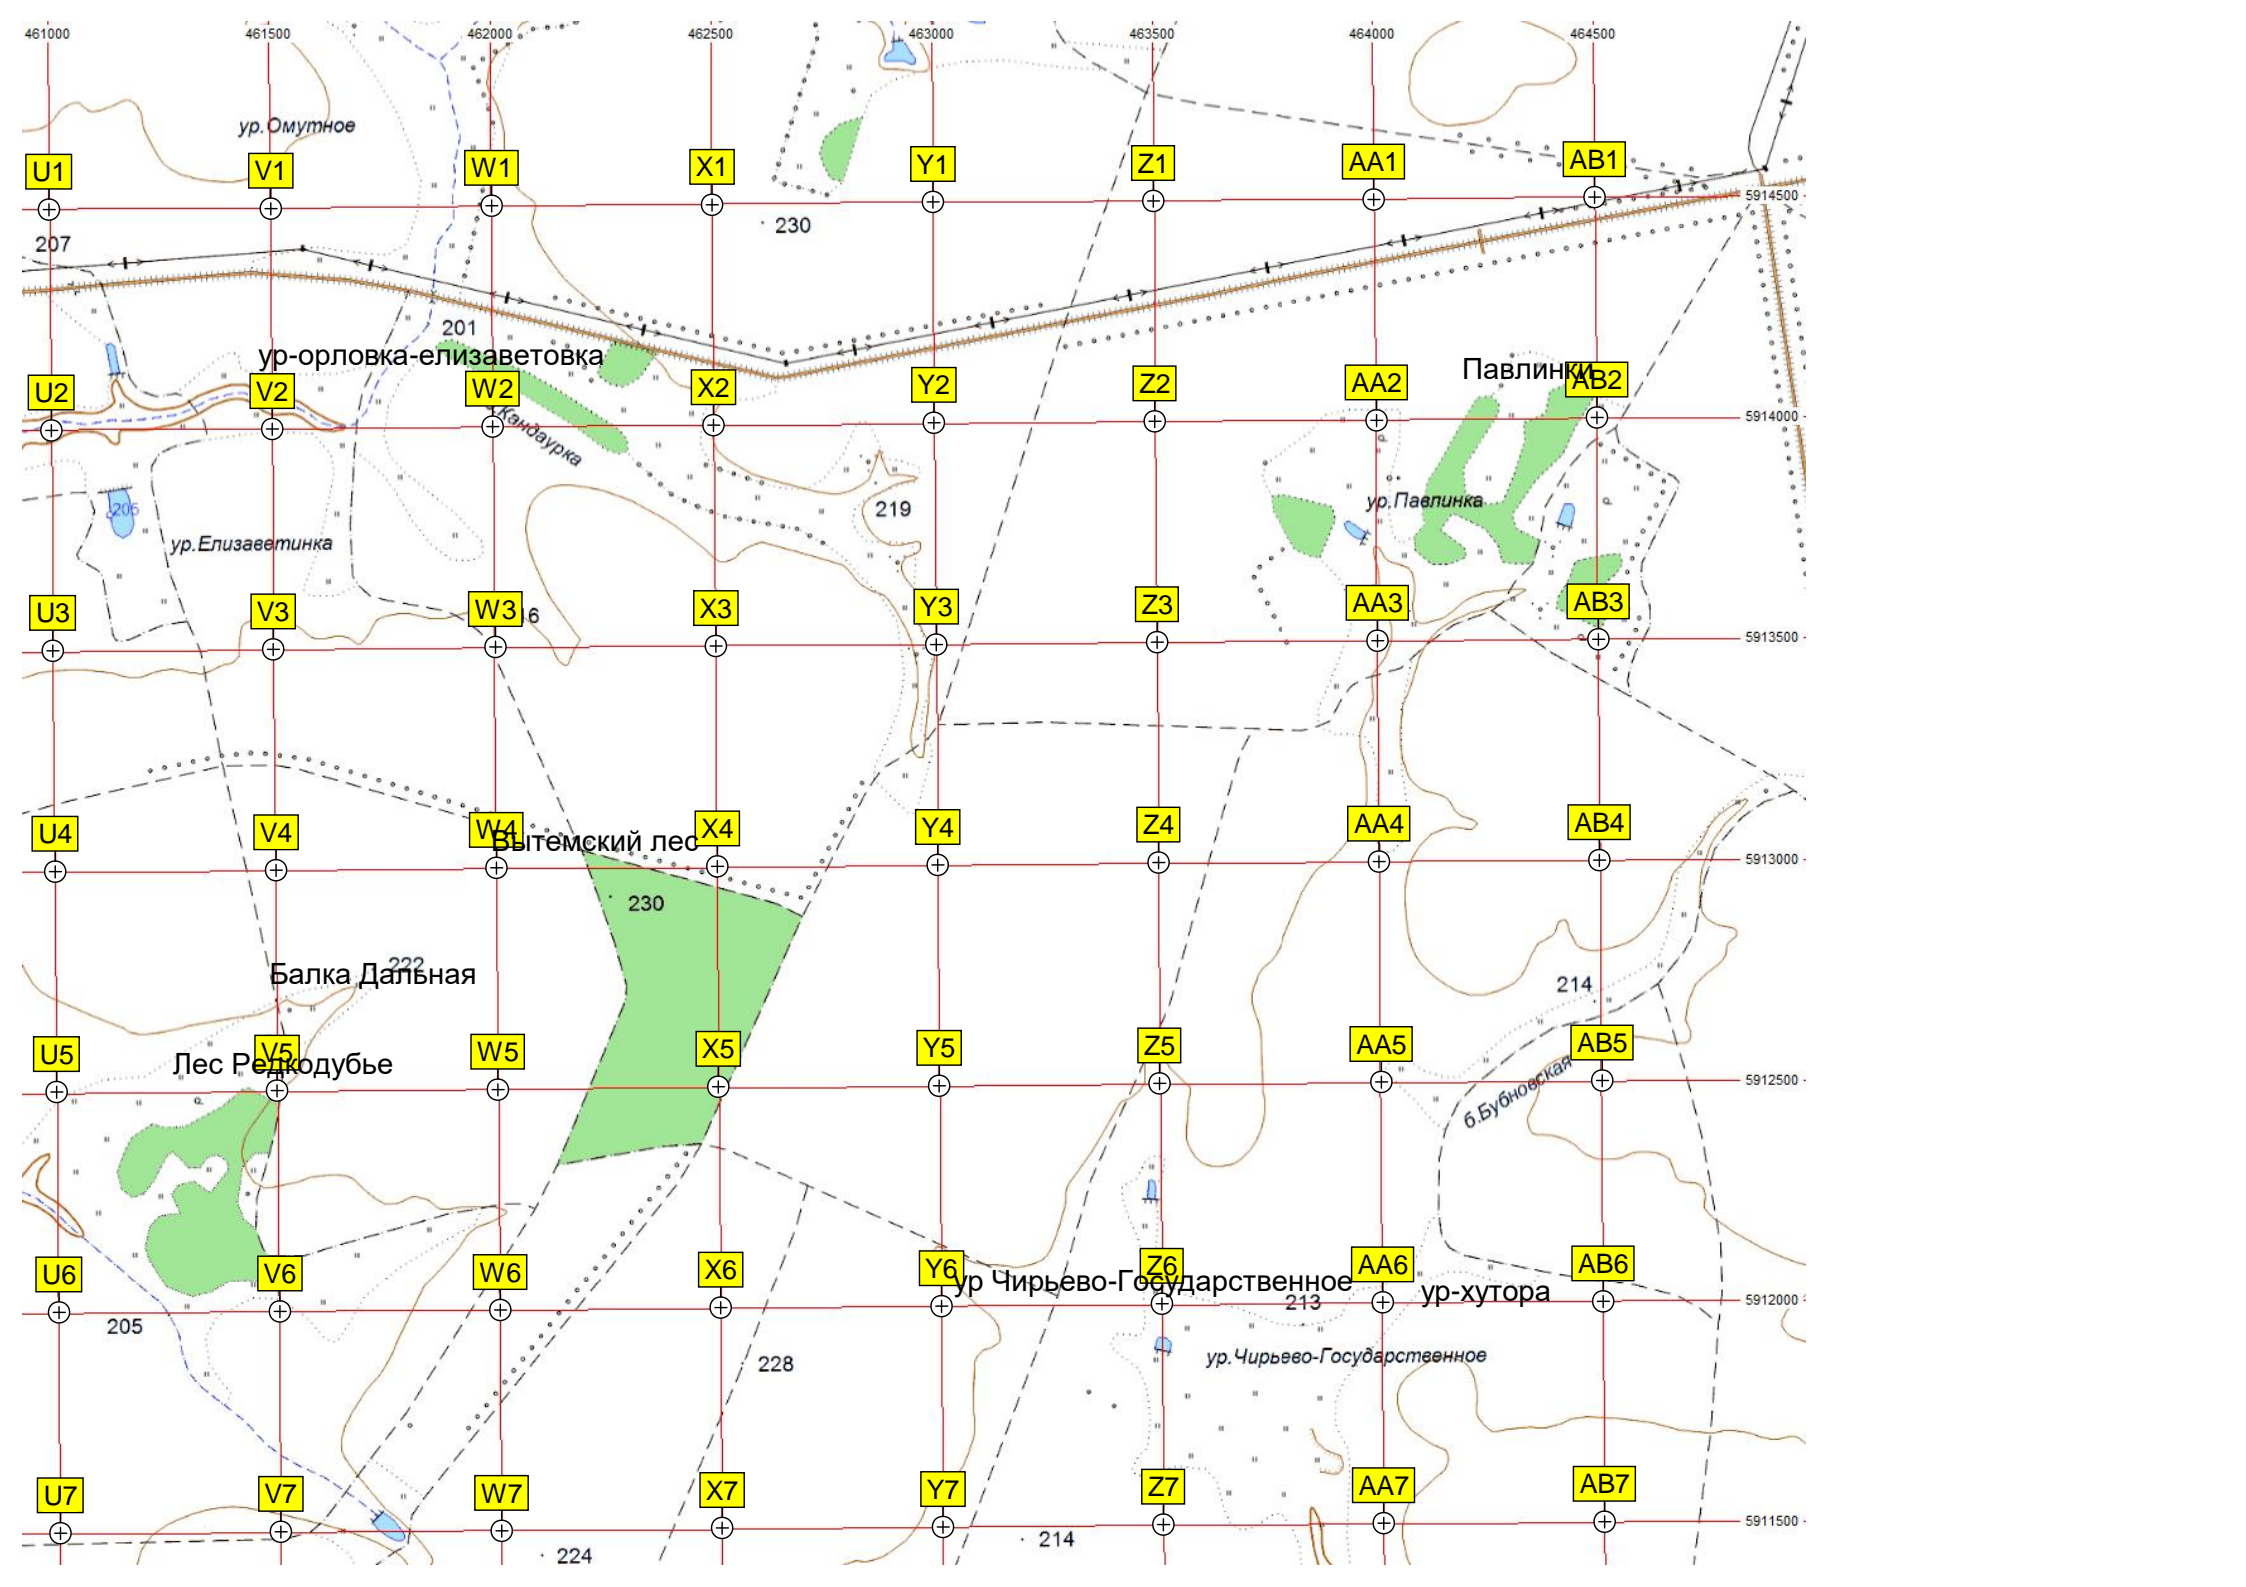 461000 461500 462000 462500 463000 463500 464000 464500
ур.Омутное
U1 V1 W1 X1 Y1 Z1 AA1 AB1
5914500
230
207
201
ур-орловка-елизаветовка
Павлинки
U2 V2 W2 X2 Y2 Z2 AA2 AB2
5914000
Кандаурка
ур.Павлинка
205
219
ур.Елизаветинка
U3 V3 W3 X3 Y3 Z3 AA3 AB3
5913500
U4 V4 W4 X4 Y4 Z4 AA4 AB4
Вытемский лес
5913000
230
222
Балка Дальная
214
U5 V5 W5 X5 Y5 Z5 AA5 AB5
Лес Редкодубье
5912500
б.Бубновская
U6 V6 W6 X6 Y6 Z6 AA6 AB6
ур Чирьево-Государственное
ур-хутора
213
5912000
205
ур.Чирьево-Государственное
228
U7 V7 W7 X7 Y7 Z7 AA7 AB7
5911500
214
224